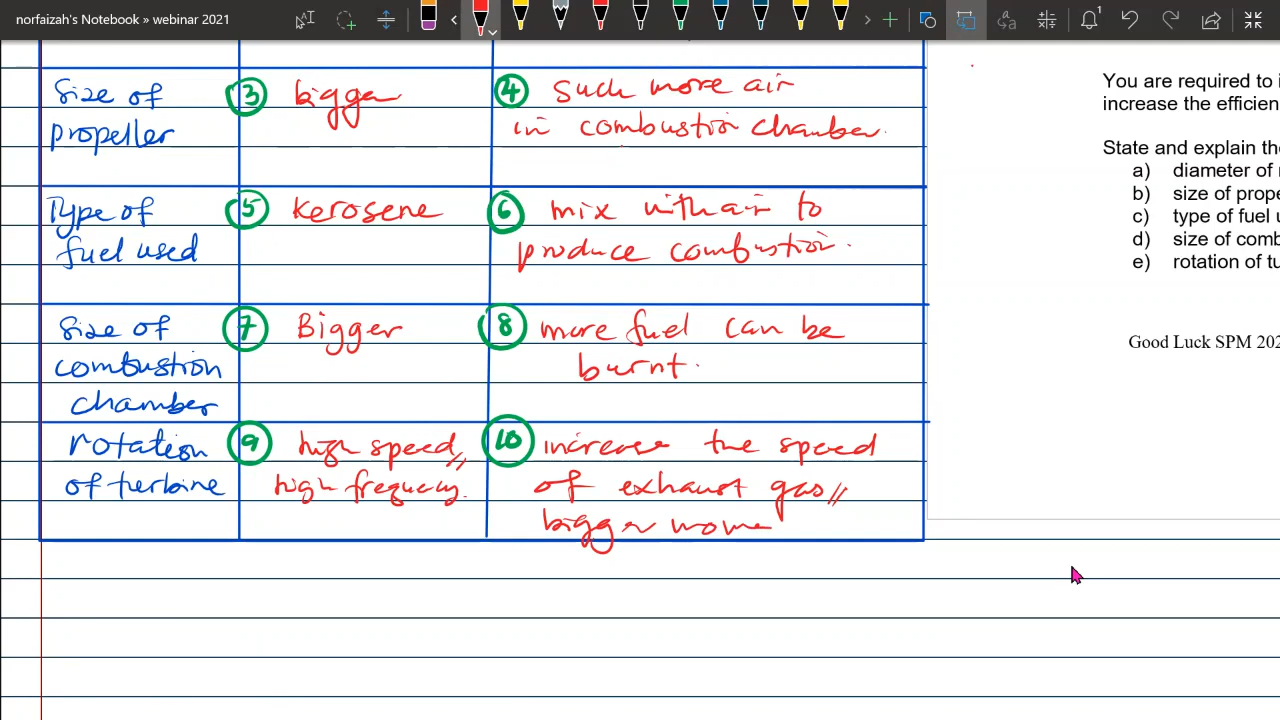 norfaizah's Notebook » webinar 2021
Size of
propeller
3 bigger
4 Such more air
in combustion chamber.
Type of
fuel used
5 Kerosene
6 mix with air to
produce combustion.
Size of
combustion
chamber
7 Bigger
8 more fuel can be
burnt.
rotation
of turbine
9 high speed,,
high frequency.
10 increase the speed
of exhaust gas //
bigger mome
You are required to i
increase the efficien
State and explain the
a) diameter of
b) size of prope
c) type of fuel u
d) size of comb
e) rotation of tu
Good Luck SPM 202